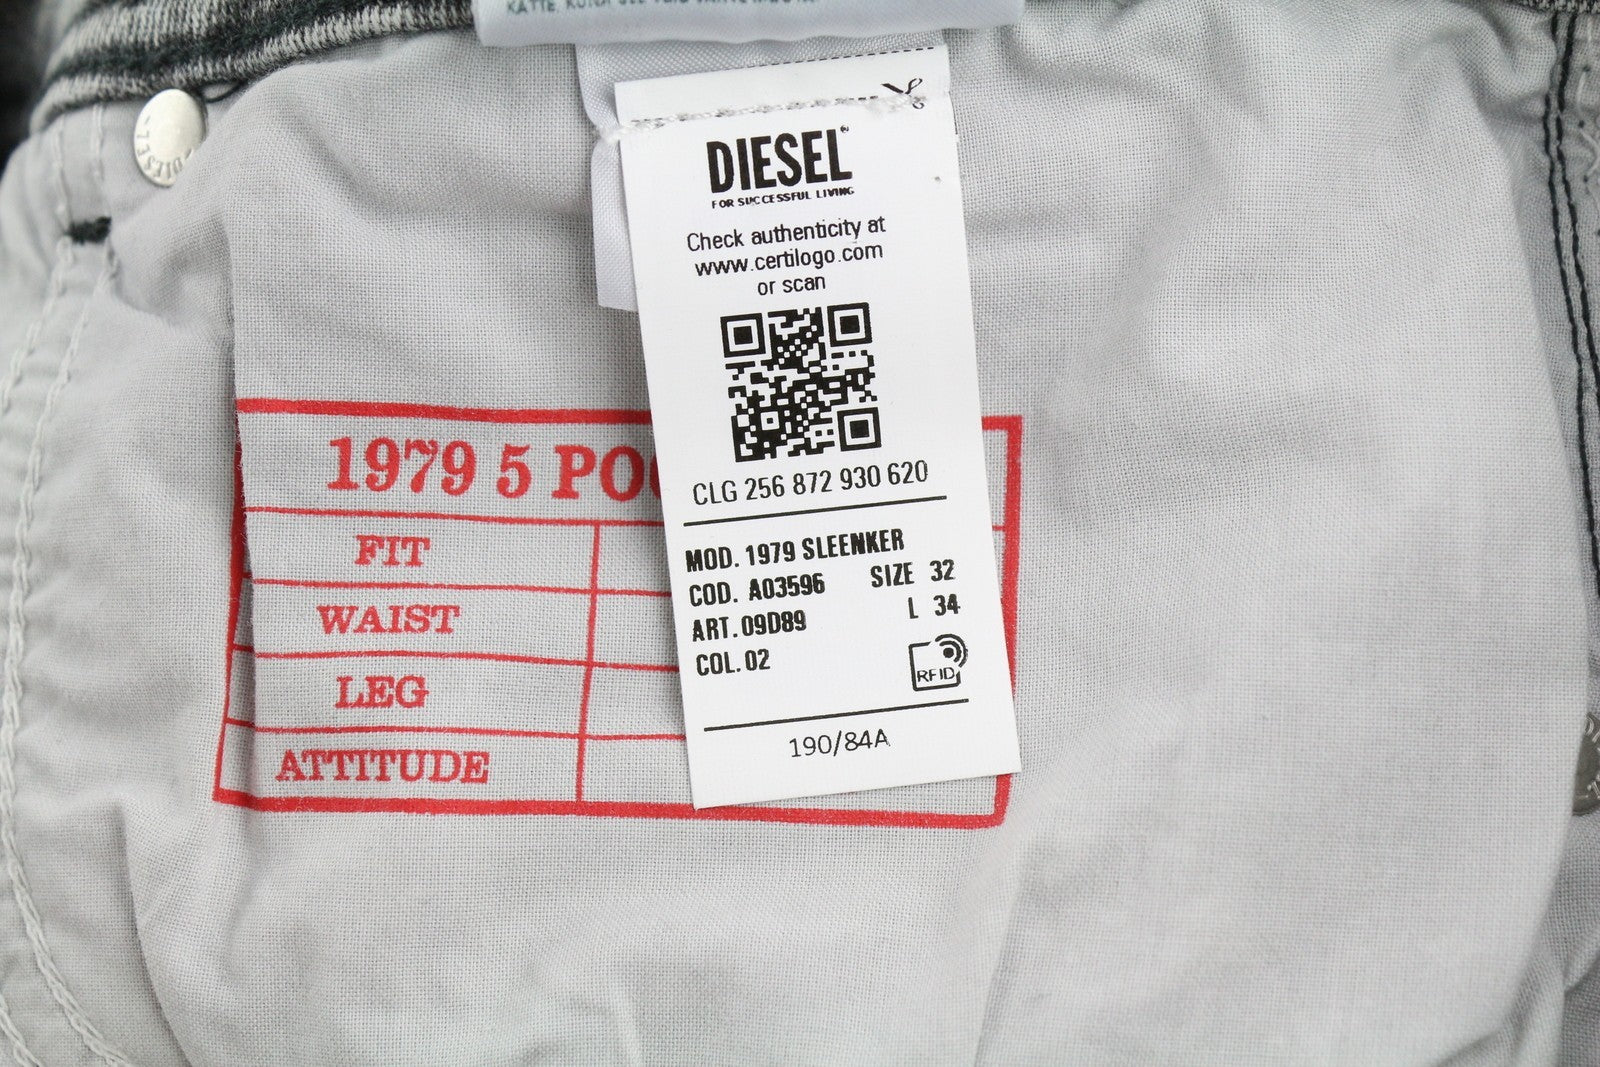 DIESEL
DIESEL
FOR SUCCESSFUL LIVING
Check authenticity at
www.certilogo.com
or scan
CLG 256 872 930 620
MOD. 1979 SLEENKER
COD. A03596 SIZE 32
ART. 09D89 L 34
COL. 02
RFID
190/84A
1979 5
FIT
WAIST
LEG
ATTITUDE